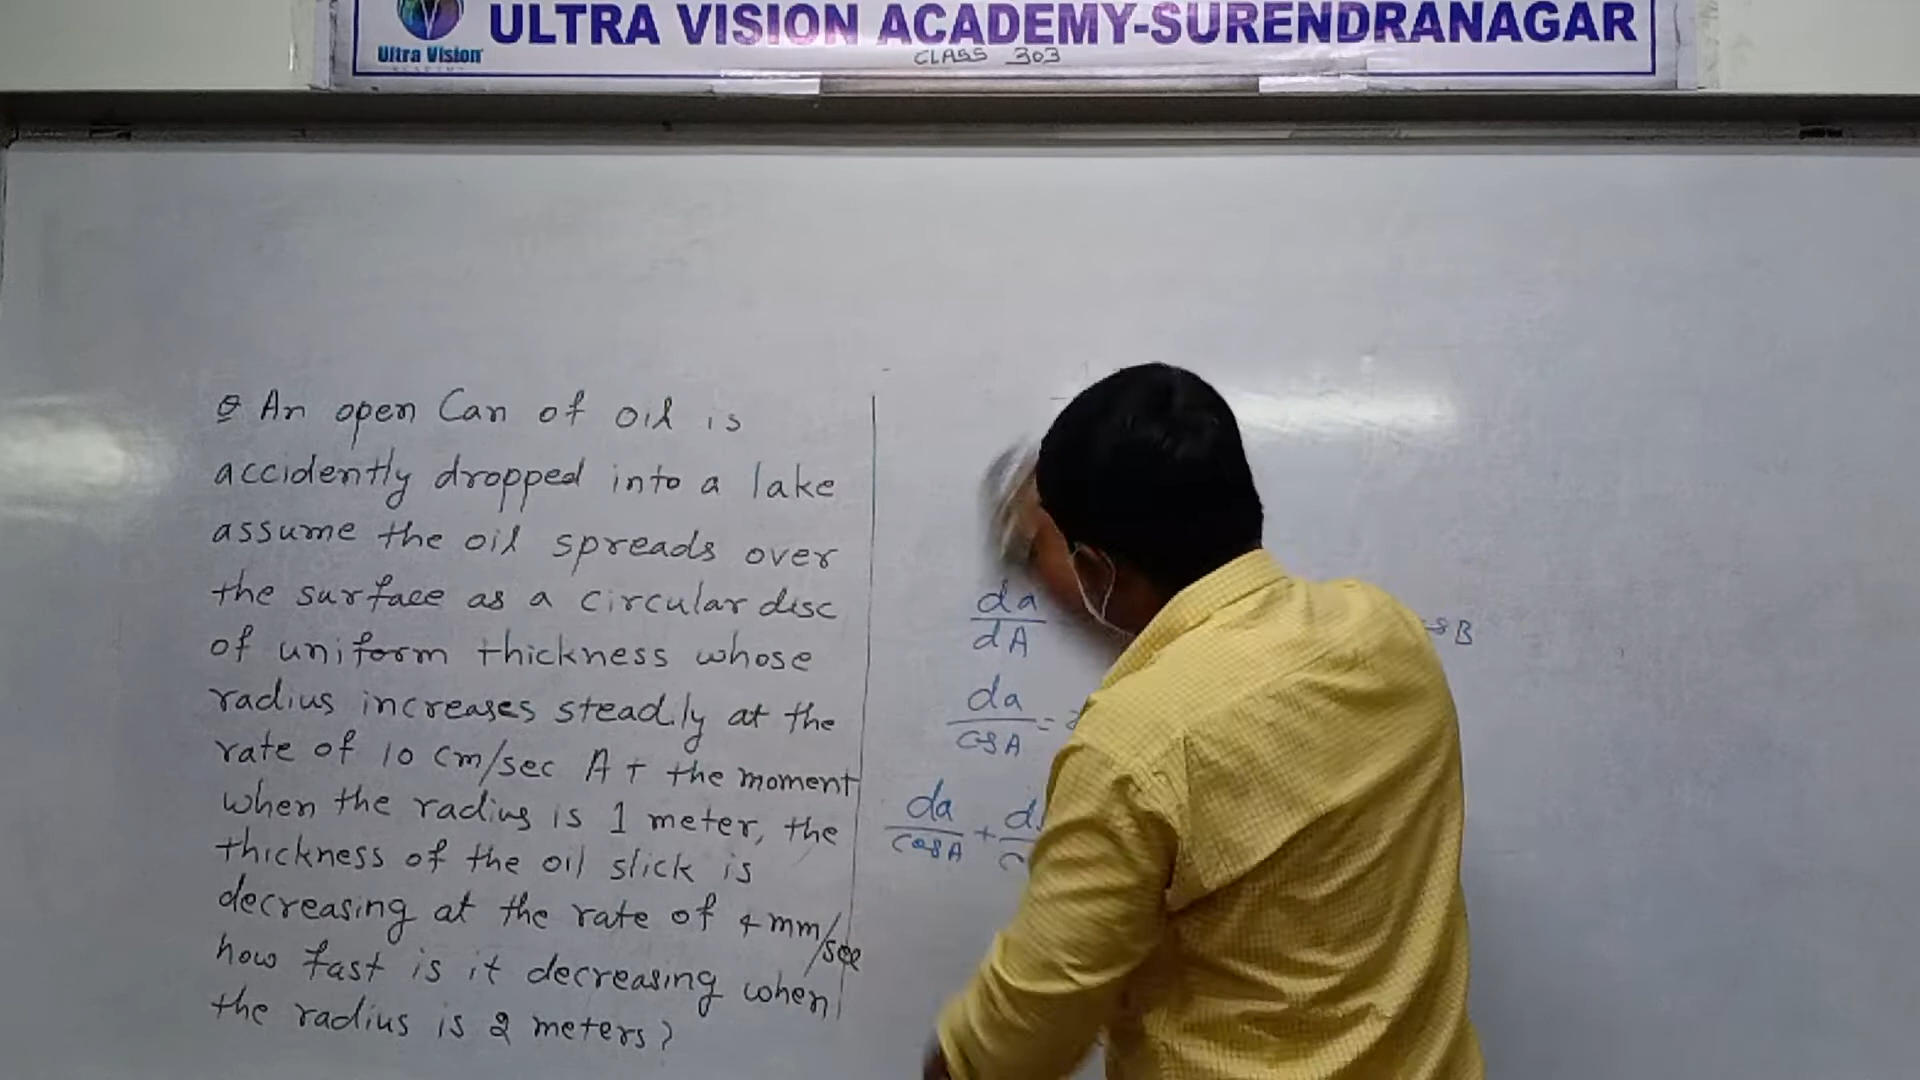 ULTRA VISION ACADEMY-SURENDRANAGAR
Ultra Vision
CLASS 303
Q An open Can of oil is
accidently dropped into a lake
assume the oil spreads over
the surface as a circular disc
of uniform thickness whose
radius increases steadily at the
rate of 10 cm/sec At the moment
when the radius is 1 meter, the
thickness of the oil slick is
decreasing at the rate of 4 mm/sec
how fast is it decreasing when
the radius is 2 meters?
da
dA
B
da
cosA =
da
cosA +